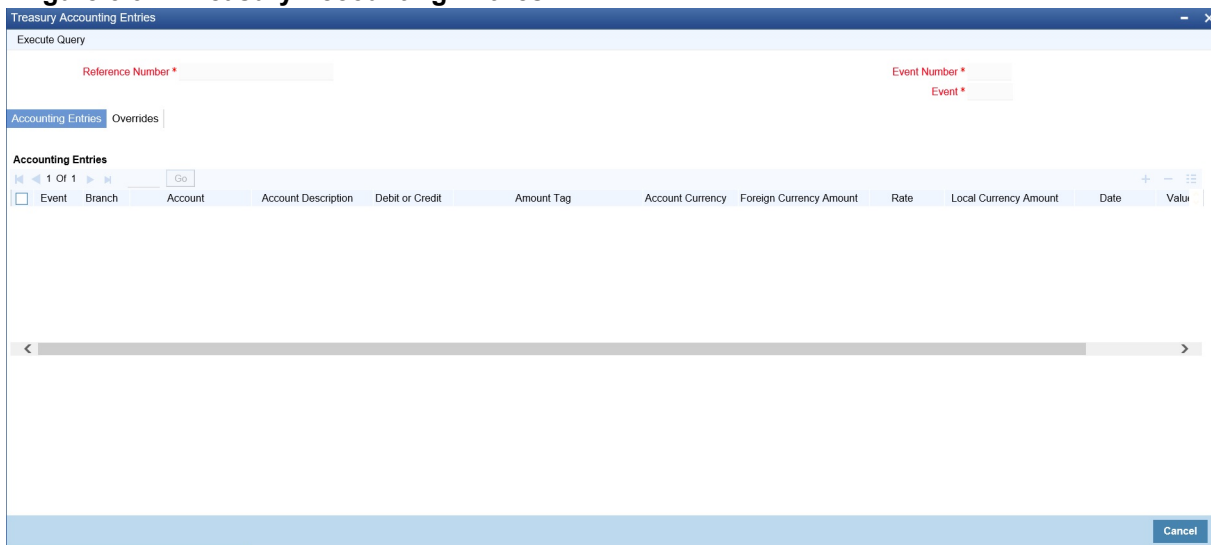 Treasury Accounting Entries
Execute Query
Reference Number *
Event Number *
Event *
Accounting Entries Overrides
Accounting Entries
1 Of 1 Go
Event Branch Account Account Description Debit or Credit Amount Tag Account Currency Foreign Currency Amount Rate Local Currency Amount Date
Cancel